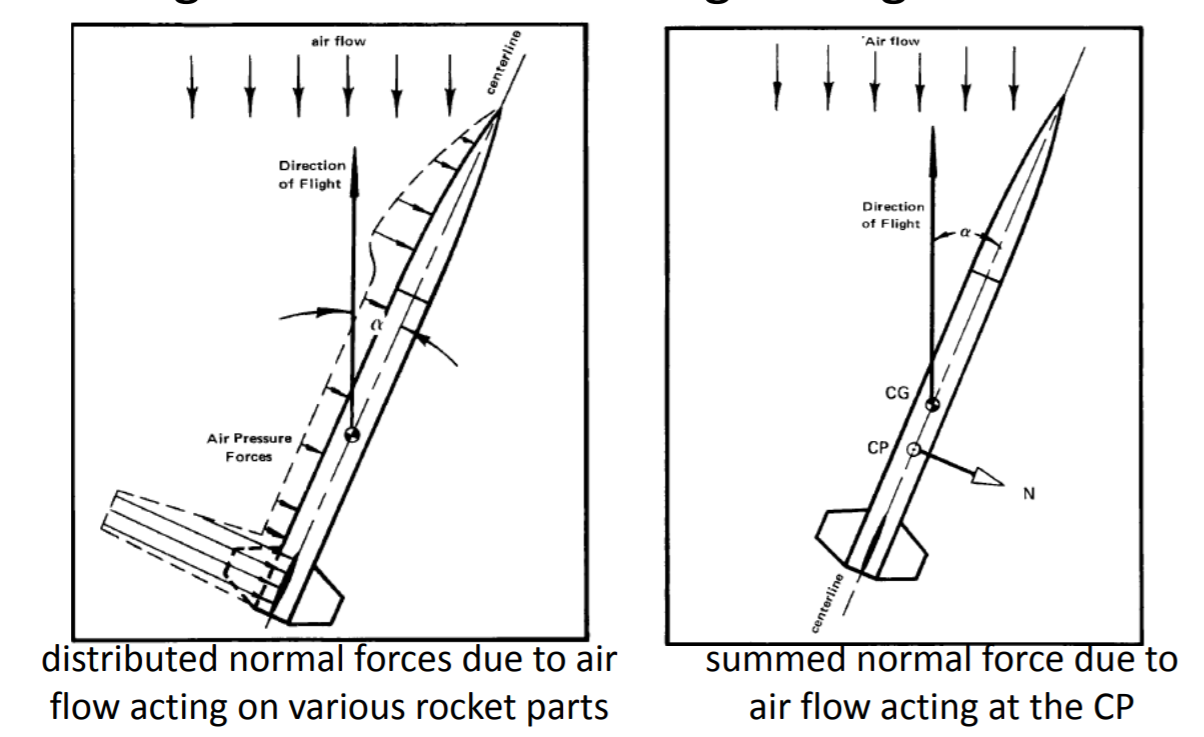 air flow
centerline
Direction
of Flight
α
Air Pressure
Forces
distributed normal forces due to air
flow acting on various rocket parts
Air flow
Direction
of Flight
α
CG
CP
N
centerline
summed normal force due to
air flow acting at the CP